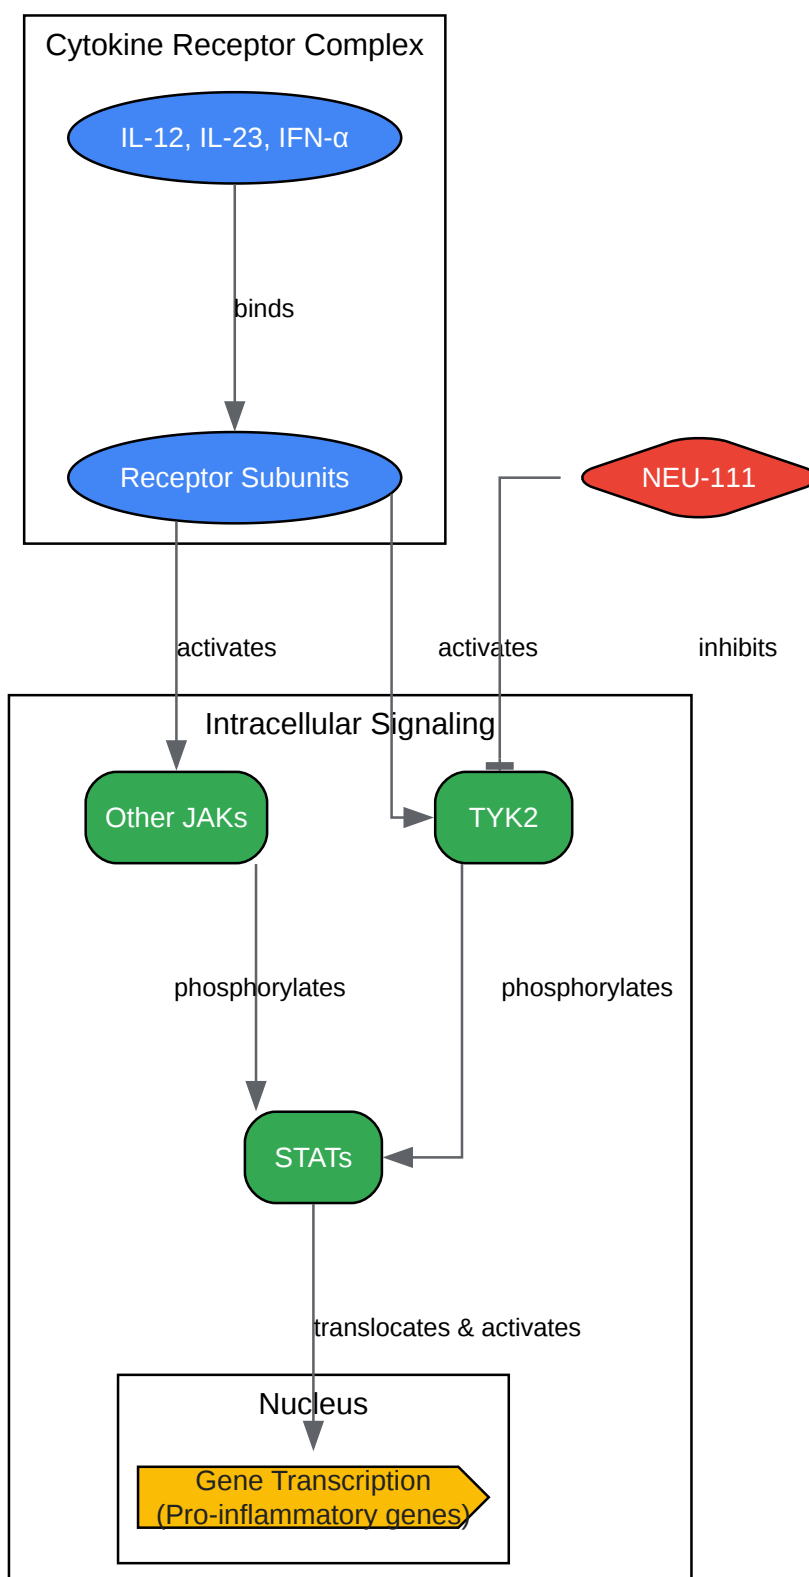 Cytokine Receptor Complex
IL-12, IL-23, IFN-α
binds
Receptor Subunits
NEU-111
activates
activates
inhibits
Intracellular Signaling
Other JAKs
TYK2
phosphorylates
phosphorylates
STATs
translocates & activates
Nucleus
Gene Transcription
(Pro-inflammatory genes)